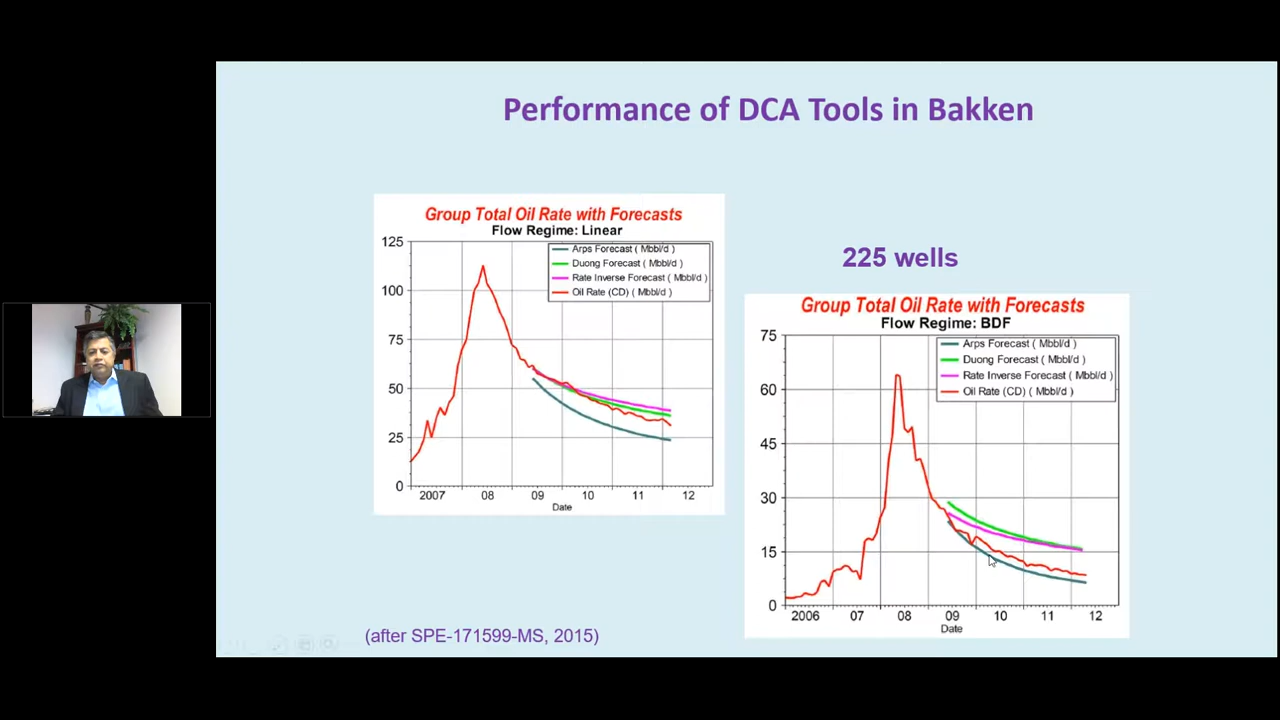 Performance of DCA Tools in Bakken
Group Total Oil Rate with Forecasts
Flow Regime: Linear
125
100
75
50
25
0
Arps Forecast ( Mbbl/d )
Duong Forecast ( Mbbl/d )
Rate Inverse Forecast ( Mbbl/d )
Oil Rate (CD) ( Mbbl/d )
2007 08 09 10 11 12
Date
225 wells
Group Total Oil Rate with Forecasts
Flow Regime: BDF
75
60
45
30
15
0
Arps Forecast ( Mbbl/d )
Duong Forecast ( Mbbl/d )
Rate Inverse Forecast ( Mbbl/d )
Oil Rate (CD) ( Mbbl/d )
2006 07 08 09 10 11 12
Date
(after SPE-171599-MS, 2015)